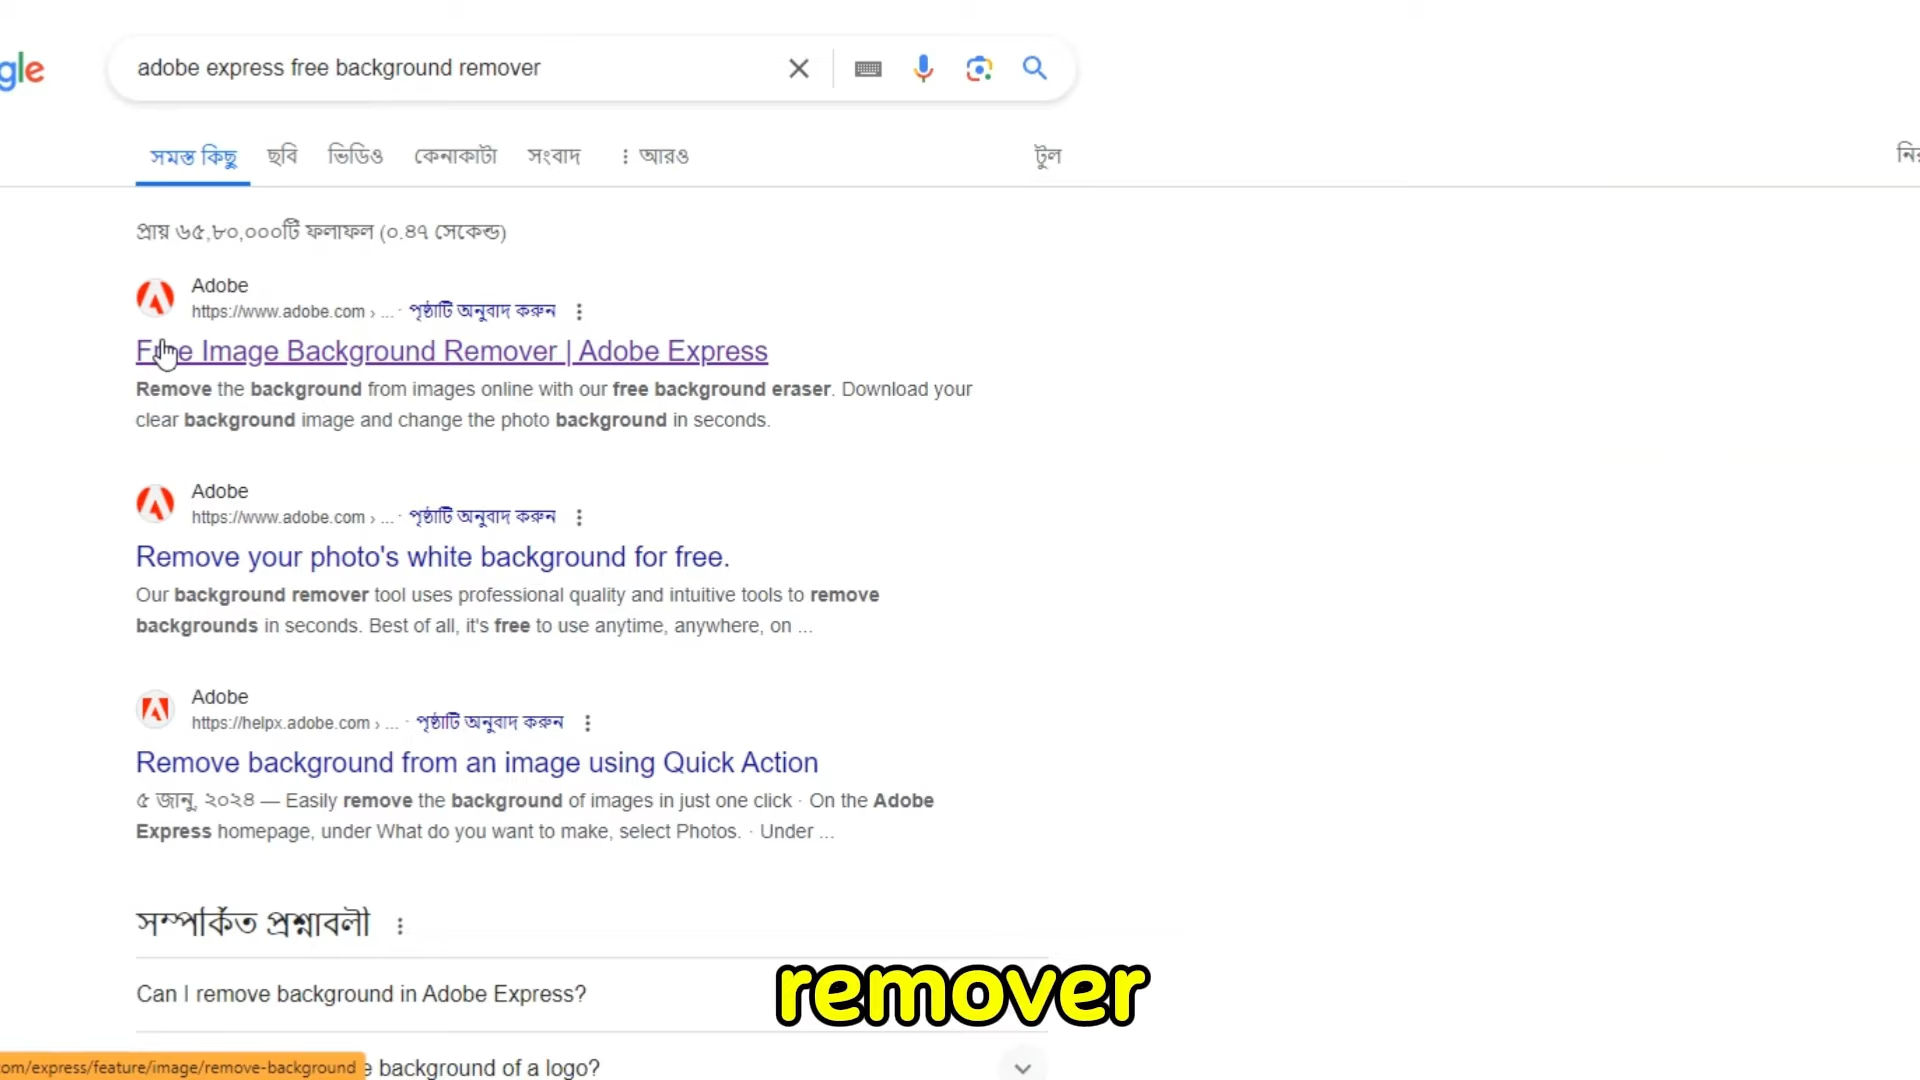 gle
adobe express free background remover
সমস্ত কিছু ছবি ভিডিও কেনাকাটা সংবাদ আরও টুল
প্রায় ৬৫,৮০,০০০টি ফলাফল (০.৪৭ সেকেন্ড)
Adobe
https://www.adobe.com › ... · পৃষ্ঠাটি অনুবাদ করুন
Free Image Background Remover | Adobe Express
Remove the background from images online with our free background eraser. Download your
clear background image and change the photo background in seconds.
Adobe
https://www.adobe.com › ... · পৃষ্ঠাটি অনুবাদ করুন
Remove your photo's white background for free.
Our background remover tool uses professional quality and intuitive tools to remove
backgrounds in seconds. Best of all, it's free to use anytime, anywhere, on ...
Adobe
https://helpx.adobe.com › ... · পৃষ্ঠাটি অনুবাদ করুন
Remove background from an image using Quick Action
৫ জানু, ২০২৪ — Easily remove the background of images in just one click · On the Adobe
Express homepage, under What do you want to make, select Photos. · Under ...
সম্পর্কিত প্রশ্নাবলী
Can I remove background in Adobe Express?
remover
om/express/feature/image/remove-background e background of a logo?